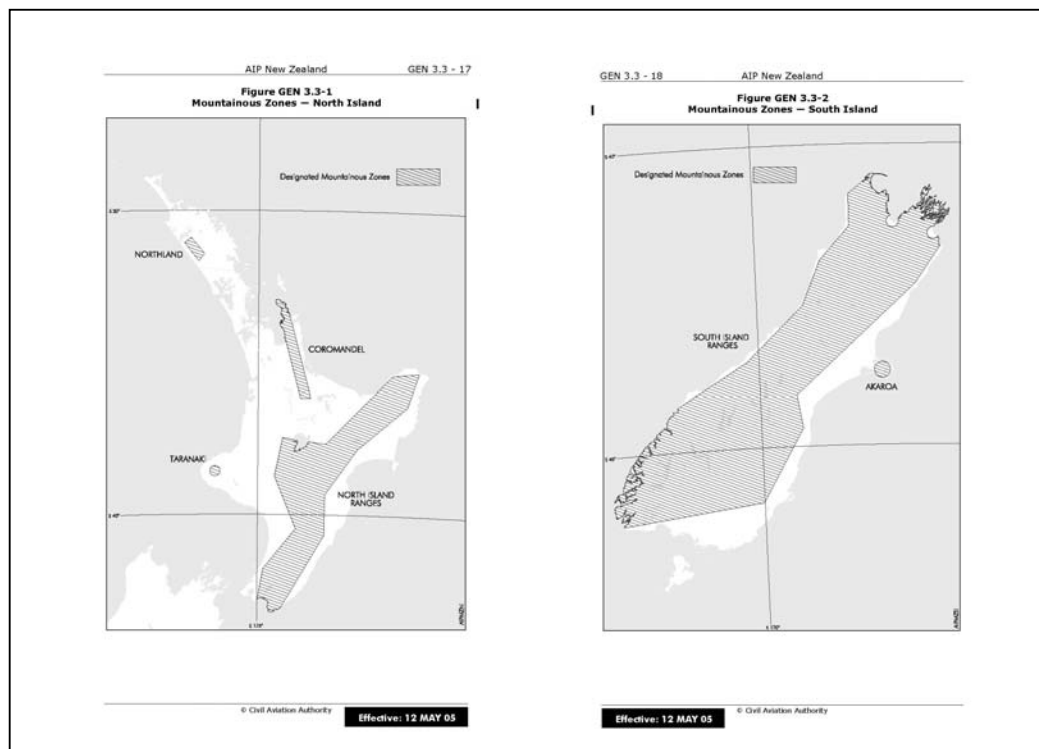 AIP New Zealand
GEN 3.3 - 17
Figure GEN 3.3-1
Mountainous Zones — North Island
Designated Mountainous Zones
NORTHLAND
COROMANDEL
TARANAKI
NORTH ISLAND
RANGES
© Civil Aviation Authority
Effective: 12 MAY 05
GEN 3.3 - 18
AIP New Zealand
Figure GEN 3.3-2
Mountainous Zones — South Island
Designated Mountainous Zones
SOUTH ISLAND
RANGES
AKAROA
Effective: 12 MAY 05
© Civil Aviation Authority